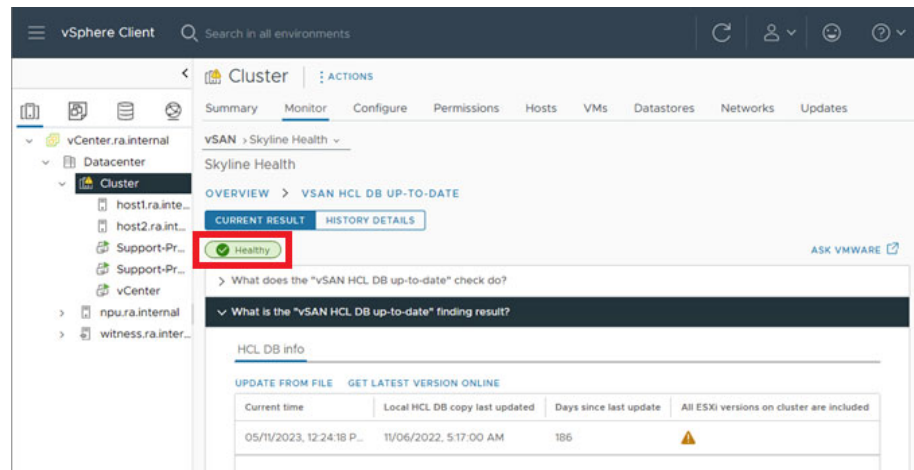 vSphere Client
Search in all environments
Cluster
ACTIONS
Summary Monitor Configure Permissions Hosts VMs Datastores Networks Updates
vCenter.ra.internal
Datacenter
Cluster
host1.ra.inte...
host2.ra.int...
Support-Pr...
Support-Pr...
vCenter
npu.ra.internal
witness.ra.inter...
vSAN > Skyline Health
Skyline Health
OVERVIEW > VSAN HCL DB UP-TO-DATE
CURRENT RESULT HISTORY DETAILS
Healthy
ASK VMWARE
What does the "vSAN HCL DB up-to-date" check do?
What is the "vSAN HCL DB up-to-date" finding result?
HCL DB info
UPDATE FROM FILE GET LATEST VERSION ONLINE
Current time Local HCL DB copy last updated Days since last update All ESXi versions on cluster are included
05/11/2023, 12:24:18 P... 11/06/2022, 5:17:00 AM 186